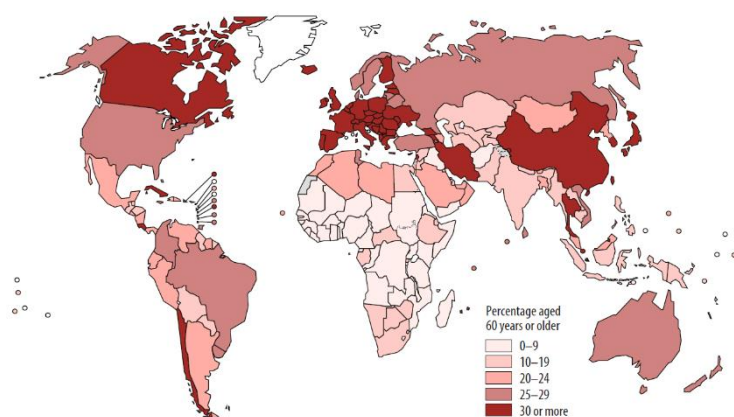 Percentage aged
60 years or older
0–9
10–19
20–24
25–29
30 or more